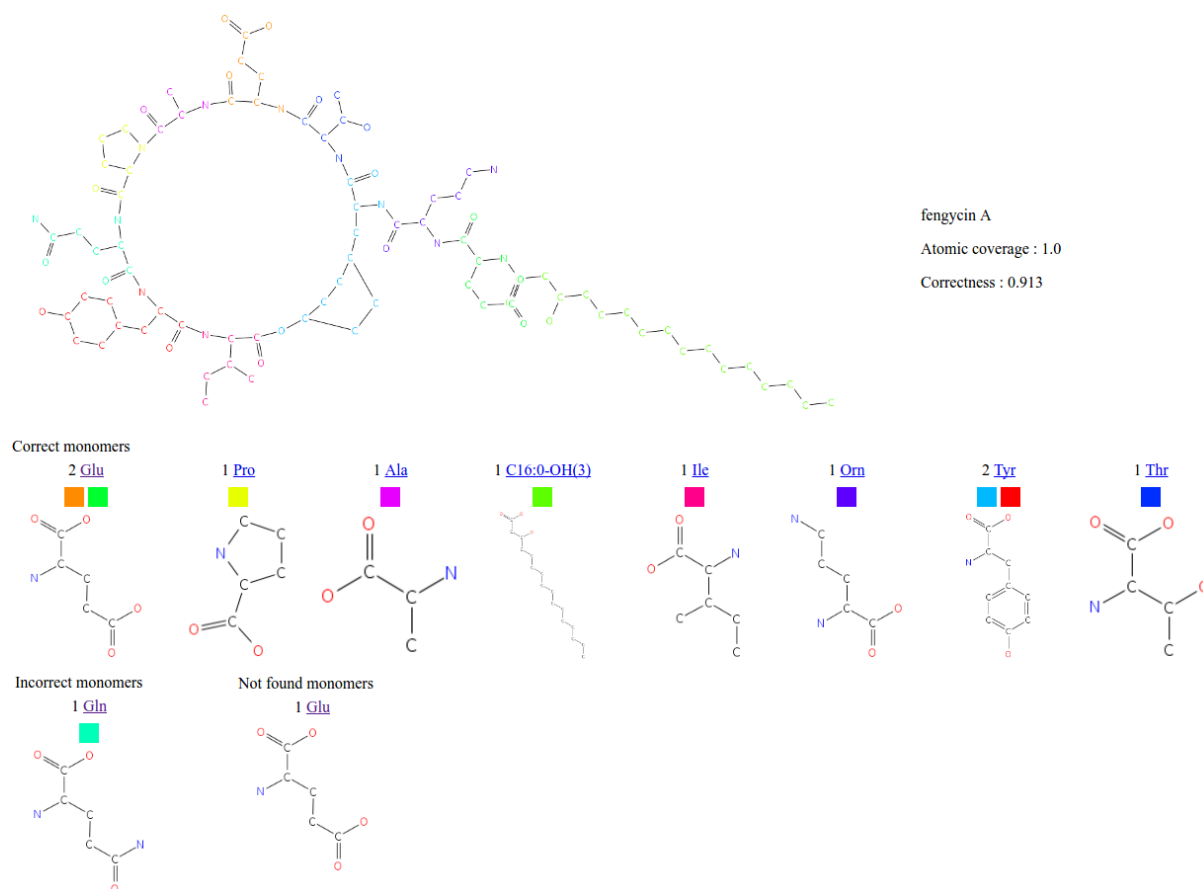 fengycin A
Atomic coverage : 1.0
Correctness : 0.913
Correct monomers
2 Glu
1 Pro
1 Ala
1 C16:0-OH(3)
1 Ile
1 Orn
2 Tyr
1 Thr
Incorrect monomers
Not found monomers
1 Gln
1 Glu